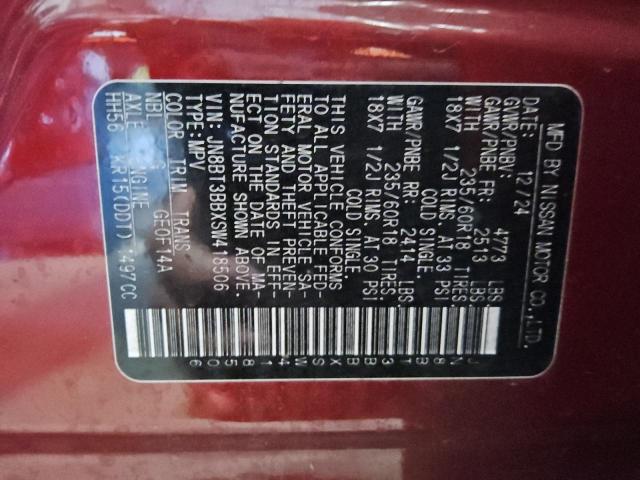 MFD BY NISSAN MOTOR CO.,LTD.
DATE: 12/24
GVWR/PNBV: 4773 LBS
GAWR/PNBE FR: 2513 LBS
WITH 235/60R18 TIRES,
18X7 1/2J RIMS, AT 33 PSI
COLD SINGLE.
GAWR/PNBE RR: 2414 LBS
WITH 235/60R18 TIRES,
18X7 1/2J RIMS, AT 30 PSI
COLD SINGLE.
THIS VEHICLE CONFORMS
TO ALL APPLICABLE FED-
ERAL MOTOR VEHICLE SA-
FETY AND THEFT PREVEN-
TION STANDARDS IN EFF-
ECT ON THE DATE OF MA-
NUFACTURE SHOWN ABOVE.
VIN: JN8BT3BBXSW418506
TYPE:MPV
COLOR TRIM TRANS
NBL G GE0F14A
AXLE ENGINE
HH56 KR15(DDT) 1497CC
JN8BT3BBXSW418506